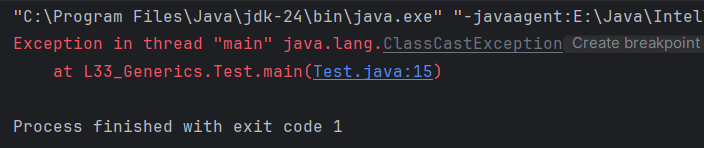 "C:\Program Files\Java\jdk-24\bin\java.exe" "-javaagent:E:\Java\Intel
Exception in thread "main" java.lang.ClassCastException Create breakpoint
at L33_Generics.Test.main(Test.java:15)
Process finished with exit code 1